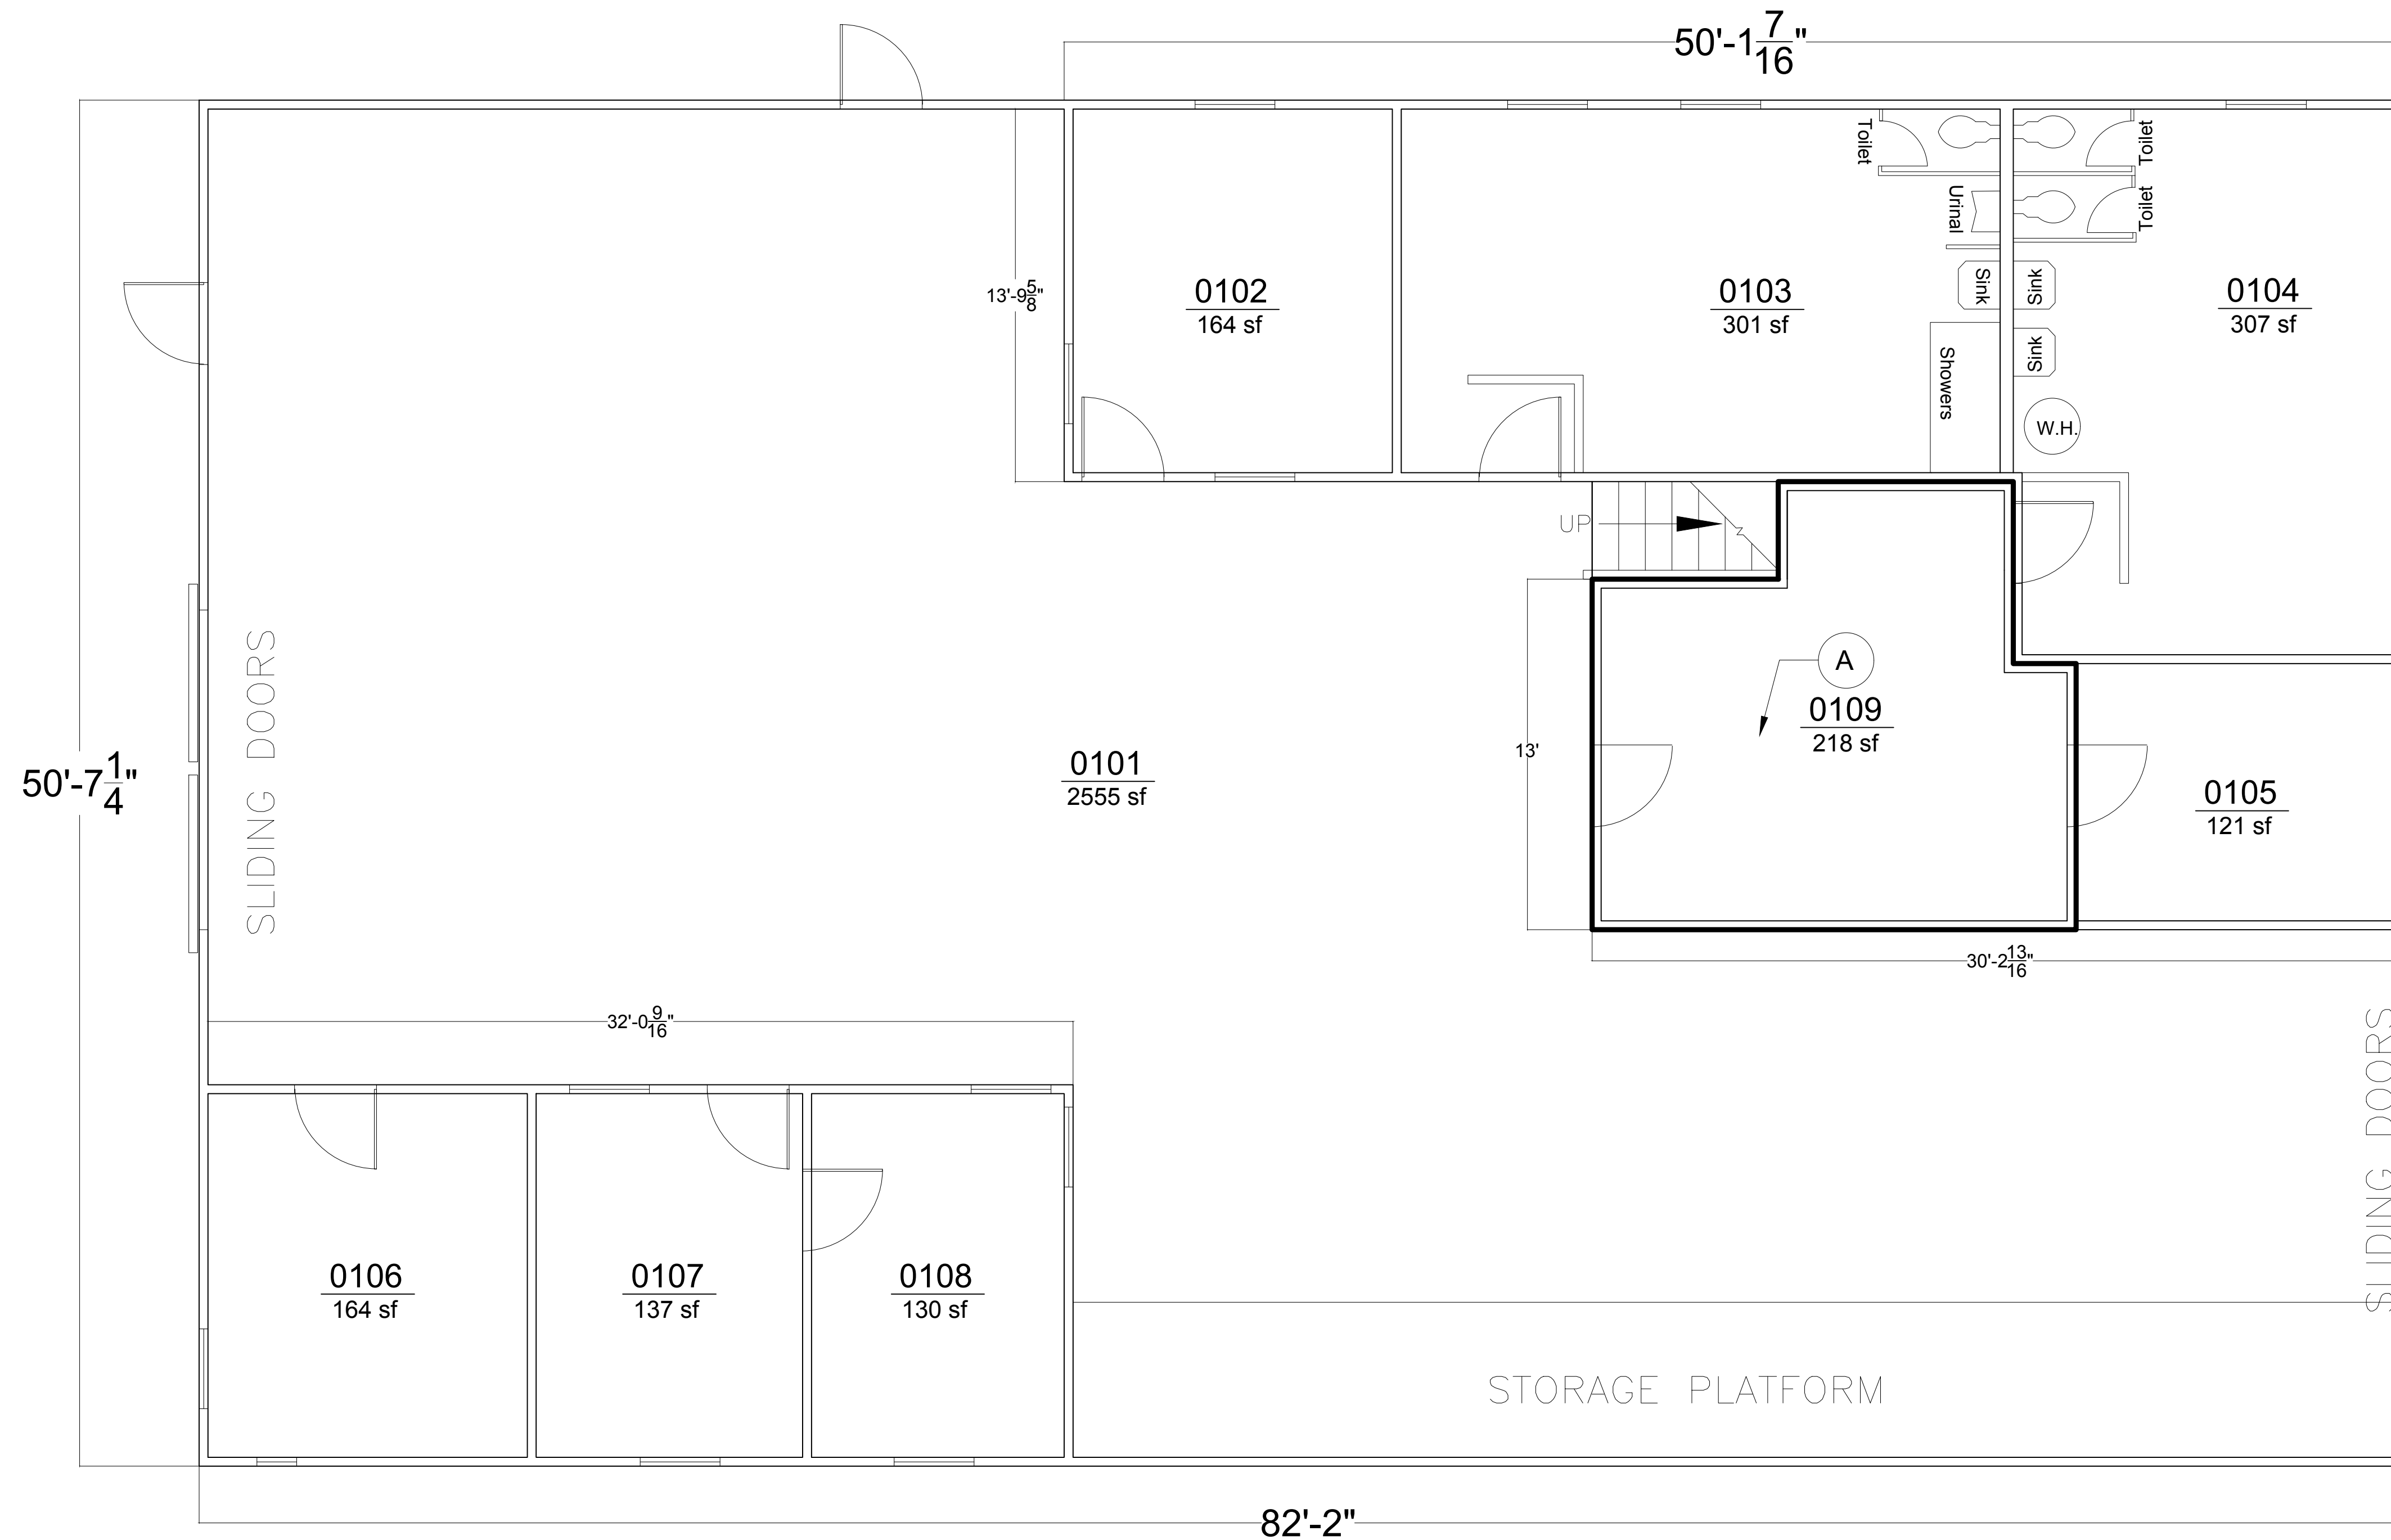 50'-1 7/16"
Toilet
Toilet
Urinal
Toilet
13'-9 5/8"
0102
164 sf
0103
301 sf
Sink
Sink
0104
307 sf
Sink
Showers
W.H.
UP
SLIDING DOORS
A
0109
218 sf
13'
50'-7 1/4"
0101
2555 sf
0105
121 sf
30'-2 13/16"
32'-0 9/16"
SLIDING DOORS
0106
164 sf
0107
137 sf
0108
130 sf
STORAGE PLATFORM
82'-2"